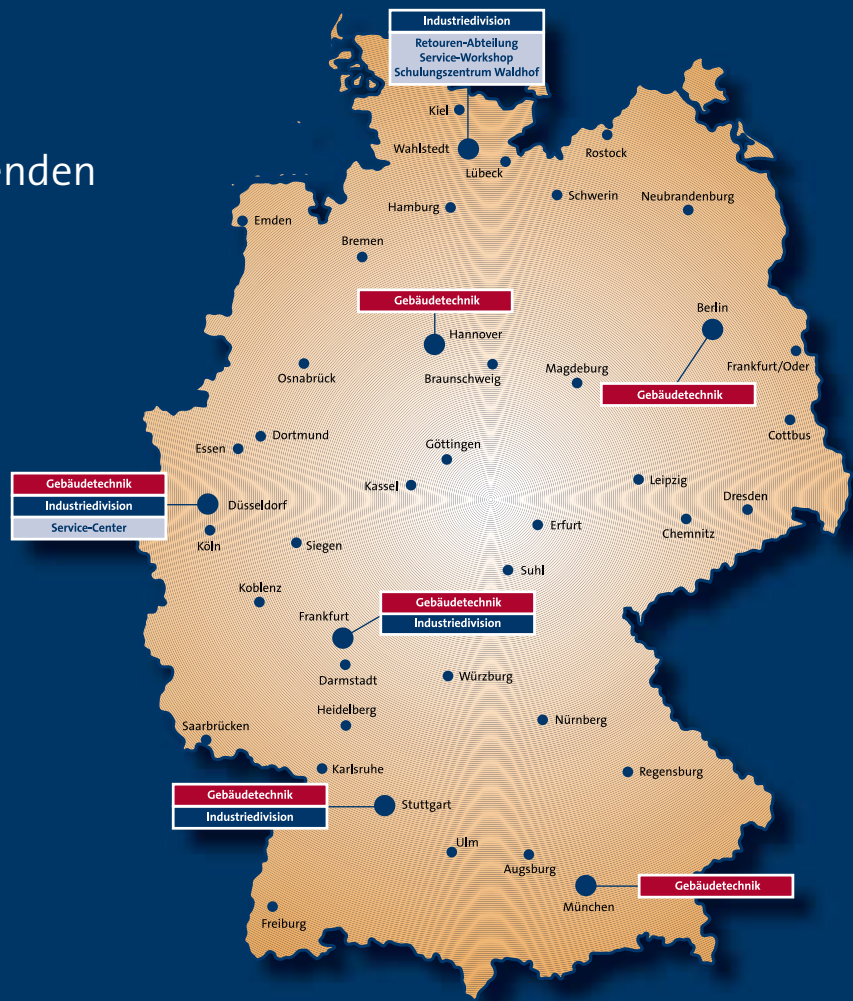 Industriedivision
Retouren-Abteilung
Service-Workshop
Schulungszentrum Waldhof
Kiel
Wahlstedt
Lübeck
Rostock
enden
Schwerin
Neubrandenburg
Hamburg
Emden
Bremen
Gebäudetechnik
Hannover
Berlin
Osnabrück
Braunschweig
Magdeburg
Frankfurt/Oder
Gebäudetechnik
Cottbus
Dortmund
Essen
Göttingen
Gebäudetechnik
Industriedivision
Service-Center
Düsseldorf
Kassel
Leipzig
Dresden
Köln
Siegen
Erfurt
Chemnitz
Suhl
Koblenz
Frankfurt
Gebäudetechnik
Industriedivision
Darmstadt
Würzburg
Heidelberg
Nürnberg
Saarbrücken
Karlsruhe
Regensburg
Gebäudetechnik
Industriedivision
Stuttgart
Ulm
Augsburg
München
Gebäudetechnik
Freiburg